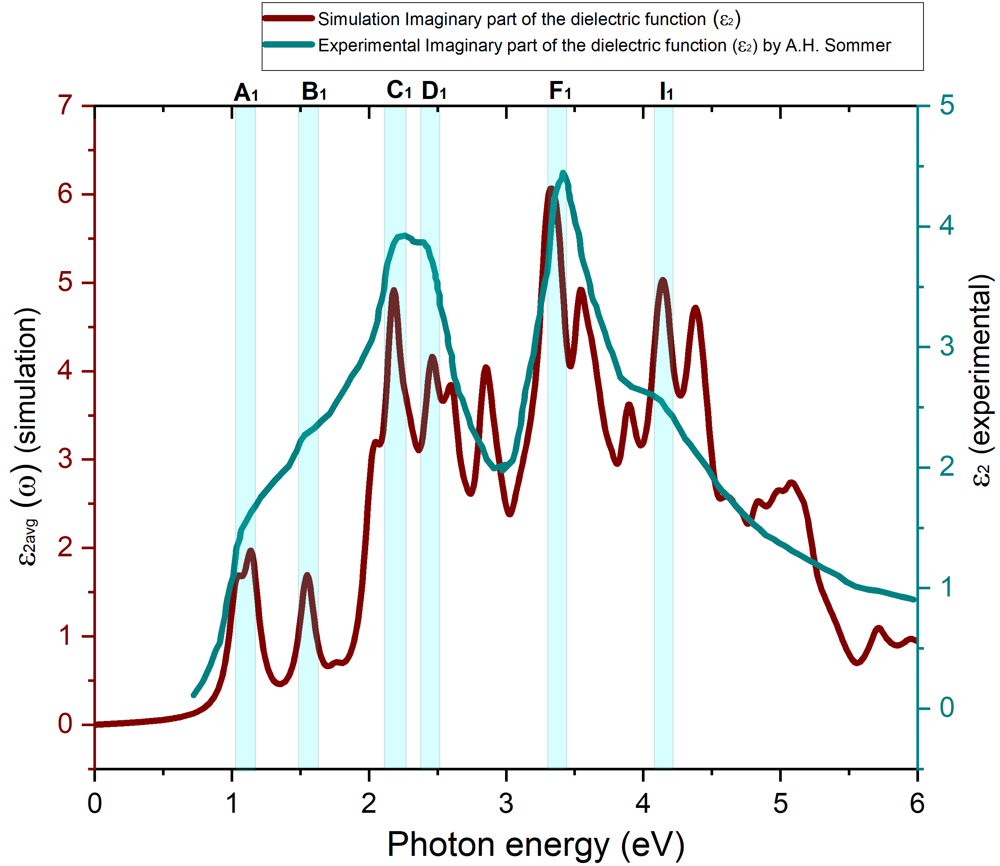 Simulation Imaginary part of the dielectric function (ε2)
Experimental Imaginary part of the dielectric function (ε2) by A.H. Sommer
A1 B1 C1 D1 F1 I1
7
6
5
4
3
2
1
0
ε2avg (ω) (simulation)
5
4
3
2
1
0
ε2 (experimental)
0 1 2 3 4 5 6
Photon energy (eV)